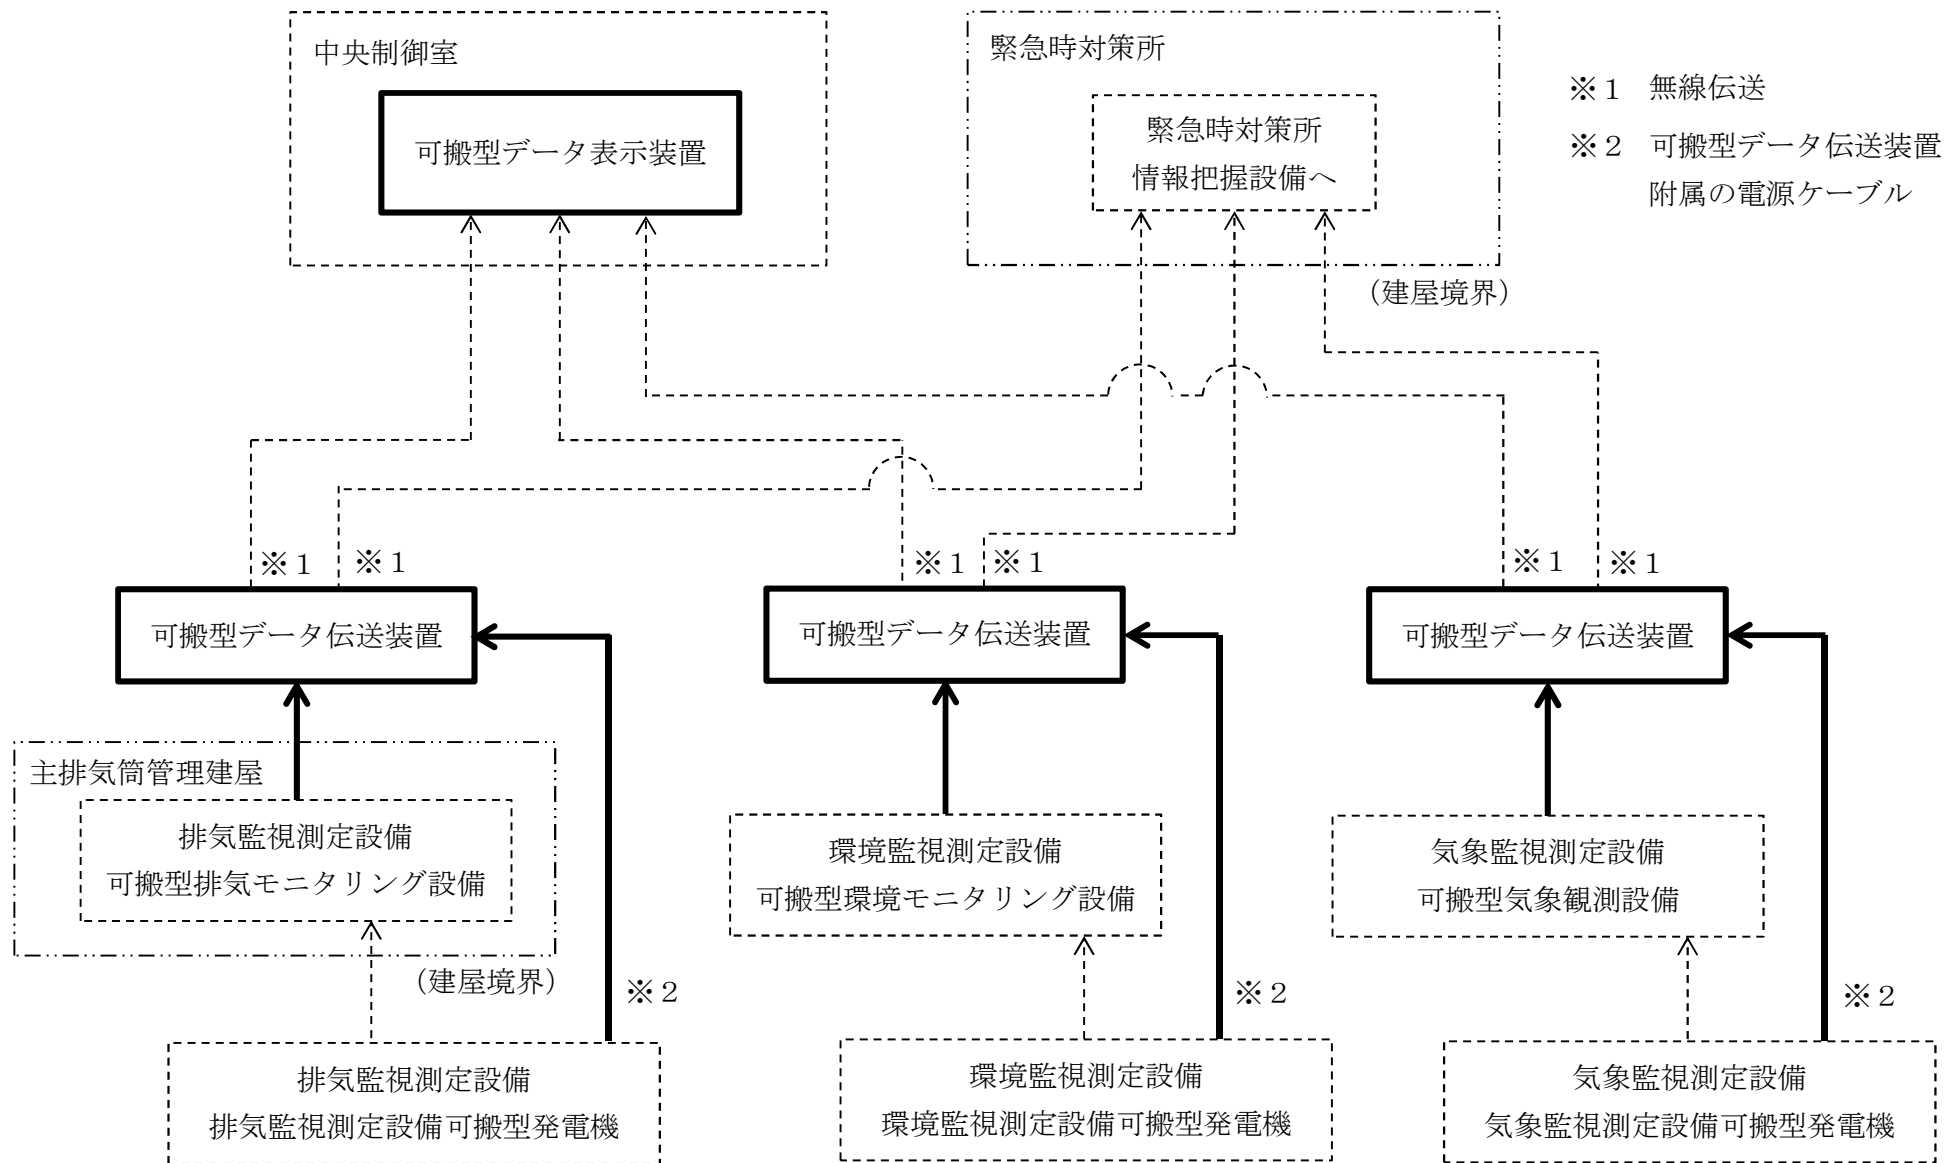 中央制御室
可搬型データ表示装置
緊急時対策所
緊急時対策所
情報把握設備へ
(建屋境界)
※1 無線伝送
※2 可搬型データ伝送装置
附属の電源ケーブル
※1
※1
※1
※1
※1
※1
可搬型データ伝送装置
可搬型データ伝送装置
可搬型データ伝送装置
主排気筒管理建屋
排気監視測定設備
可搬型排気モニタリング設備
(建屋境界)
環境監視測定設備
可搬型環境モニタリング設備
気象監視測定設備
可搬型気象観測設備
※2
※2
※2
排気監視測定設備
排気監視測定設備可搬型発電機
環境監視測定設備
環境監視測定設備可搬型発電機
気象監視測定設備
気象監視測定設備可搬型発電機